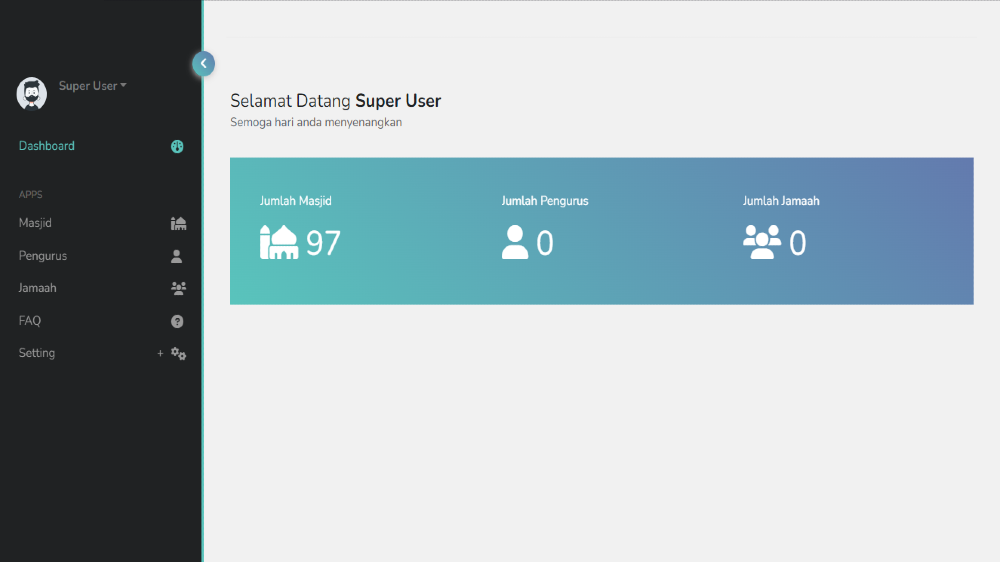 Super User
Dashboard
APPS
Masjid
Pengurus
Jamaah
FAQ
Setting +
Selamat Datang Super User
Semoga hari anda menyenangkan
Jumlah Masjid
97
Jumlah Pengurus
0
Jumlah Jamaah
0